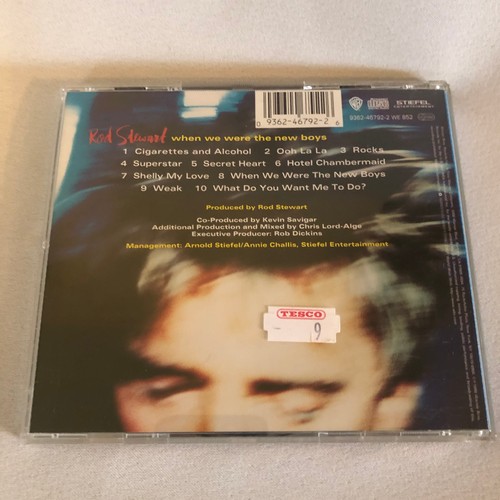 0 9362-46792-2 6
STIEFEL
ENTERTAINMENT
9362-46792-2 WE 852
Rod Stewart when we were the new boys
1 Cigarettes and Alcohol 2 Ooh La La 3 Rocks
4 Superstar 5 Secret Heart 6 Hotel Chambermaid
7 Shelly My Love 8 When We Were The New Boys
9 Weak 10 What Do You Want Me To Do?
Produced by Rod Stewart
Co-Produced by Kevin Savigar
Additional Production and Mixed by Chris Lord-Alge
Executive Producer: Rob Dickins
Management: Arnold Stiefel/Annie Challis, Stiefel Entertainment
TESCO
9